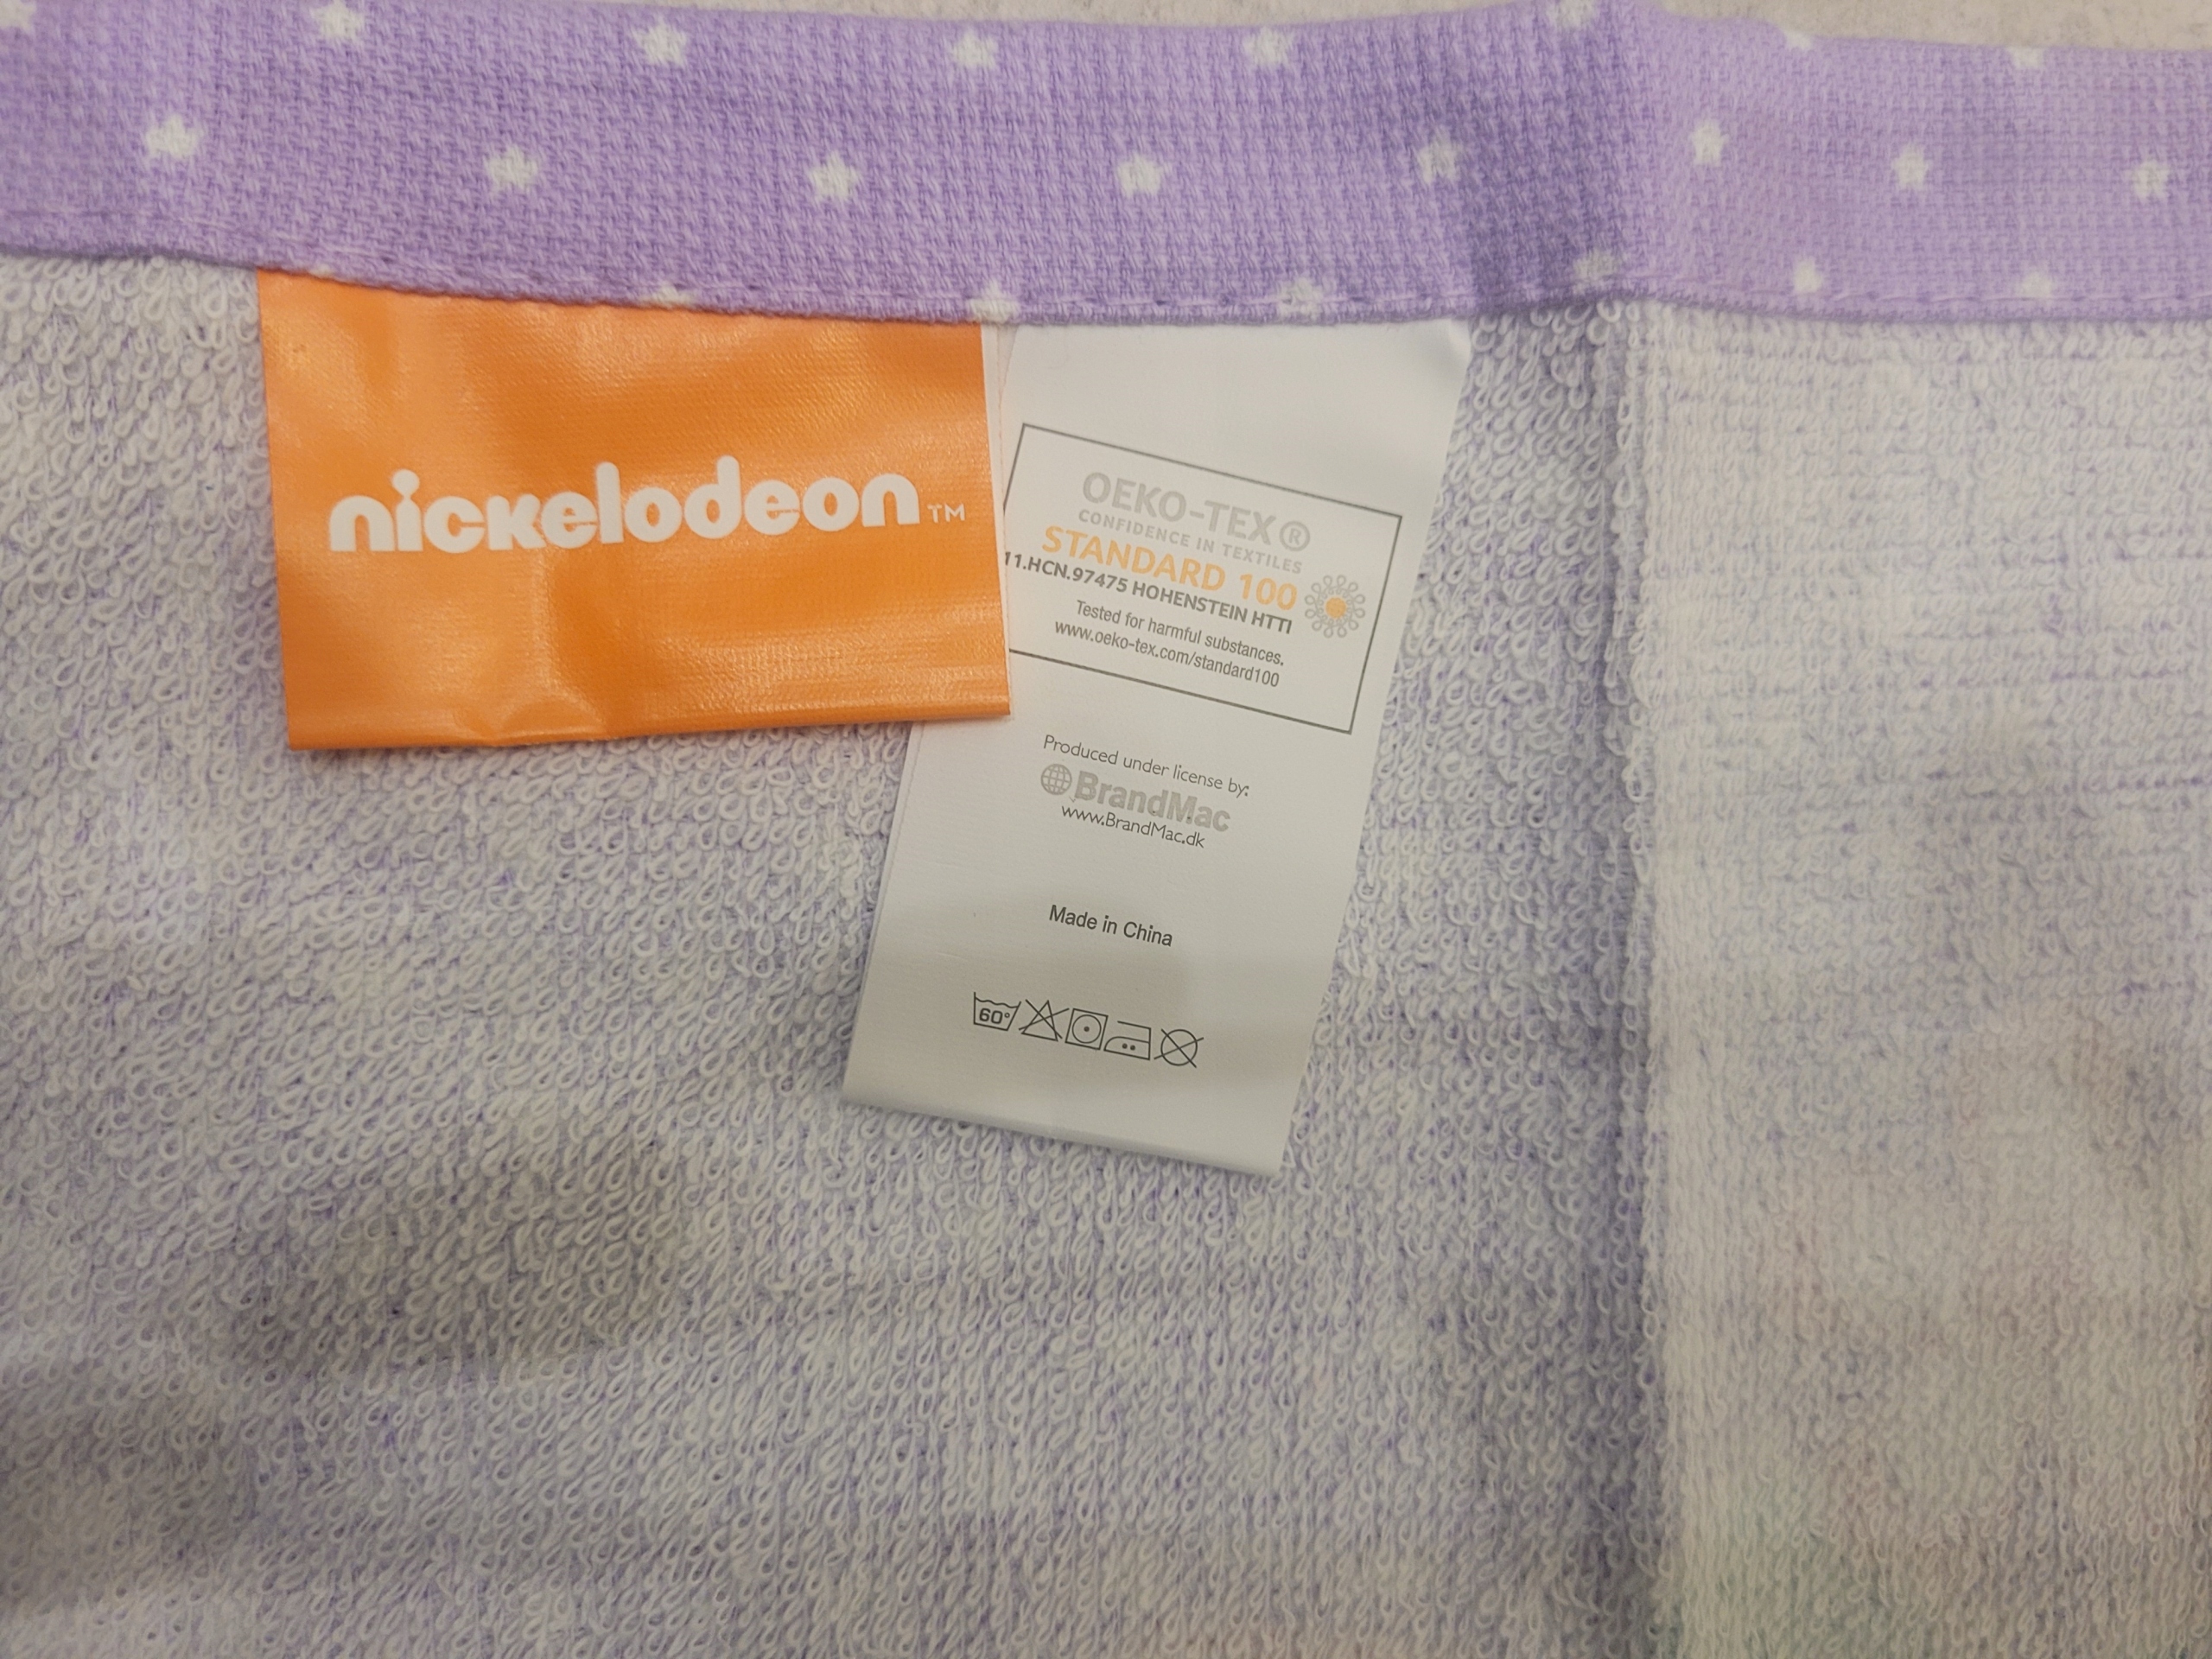 nickelodeon™
OEKO-TEX®
CONFIDENCE IN TEXTILES
STANDARD 100
11.HCN.97475 HOHENSTEIN HTTI
Tested for harmful substances.
www.oeko-tex.com/standard100
Produced under license by:
BrandMac
www.BrandMac.dk
Made in China
60°